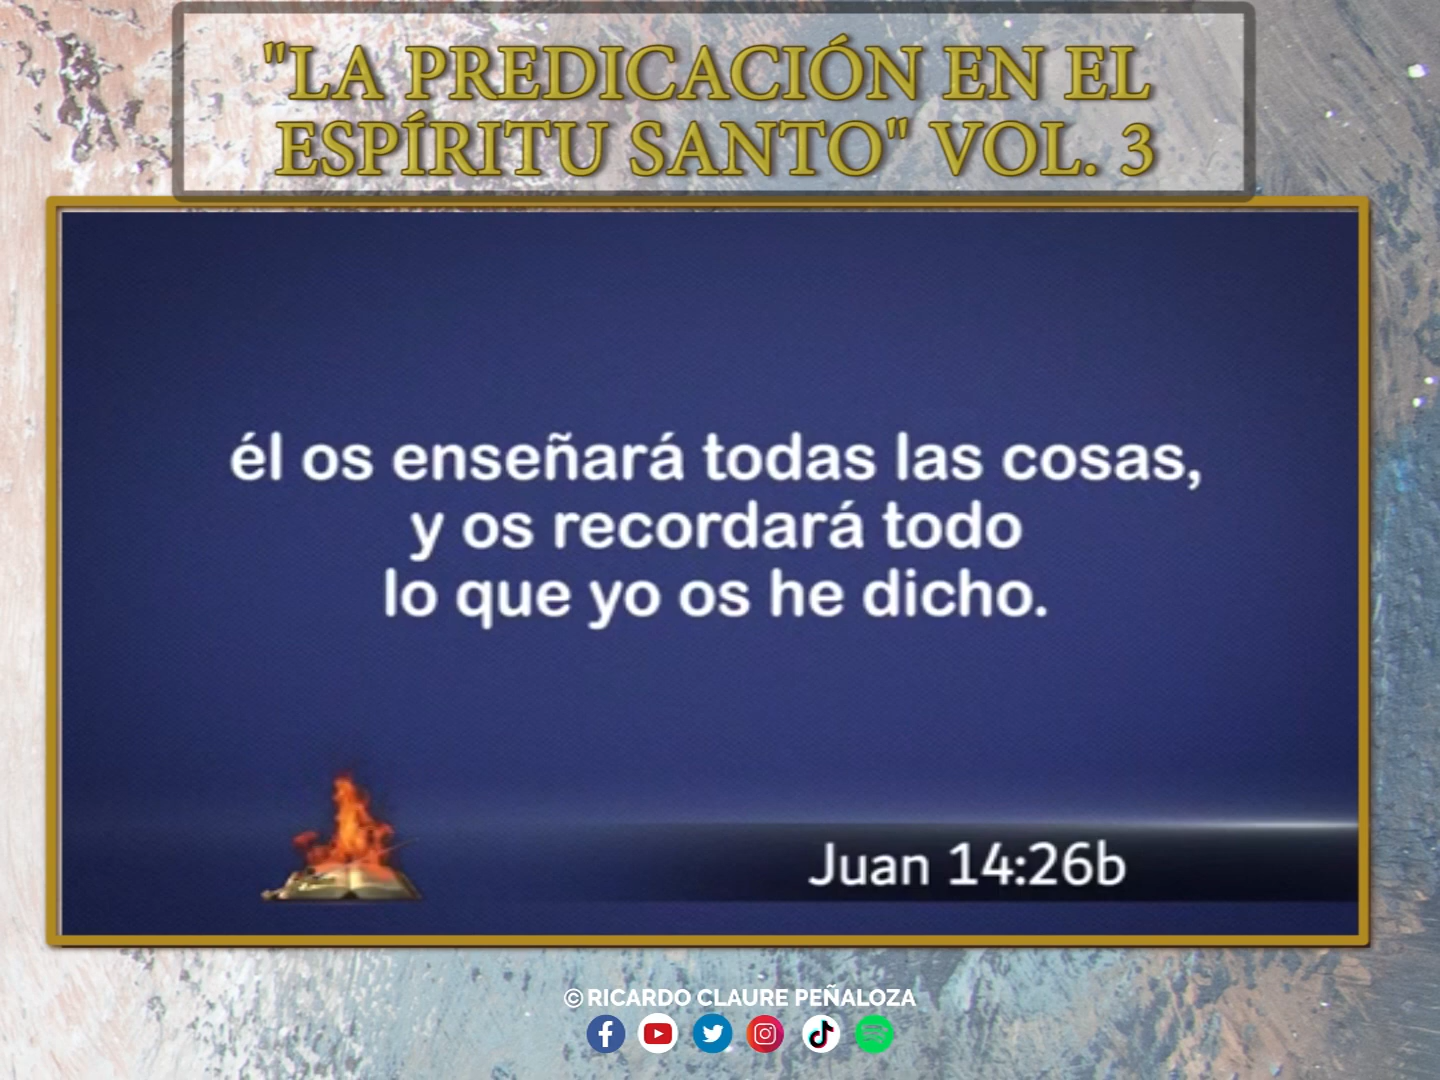 "LA PREDICACIÓN EN EL
ESPÍRITU SANTO" VOL. 3
él os enseñará todas las cosas,
y os recordará todo
lo que yo os he dicho.
Juan 14:26b
© RICARDO CLAURE PEÑALOZA